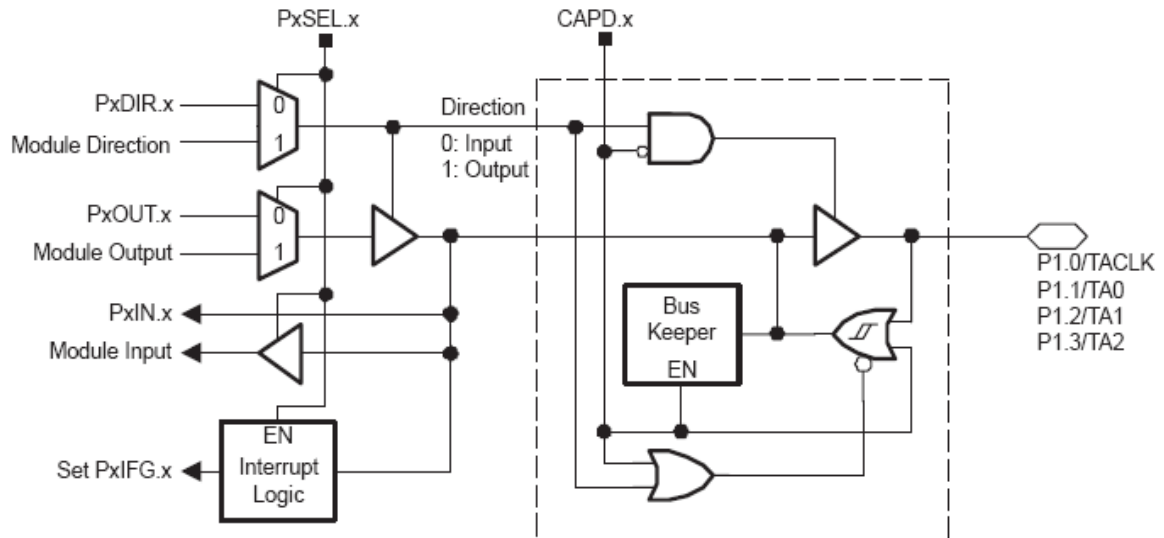 PxSEL.x
CAPD.x
PxDIR.x
0
Module Direction
1
Direction
0: Input
1: Output
PxOUT.x
0
Module Output
1
PxIN.x
Module Input
Bus
Keeper
EN
P1.0/TACLK
P1.1/TA0
P1.2/TA1
P1.3/TA2
EN
Set PxIFG.x
Interrupt
Logic